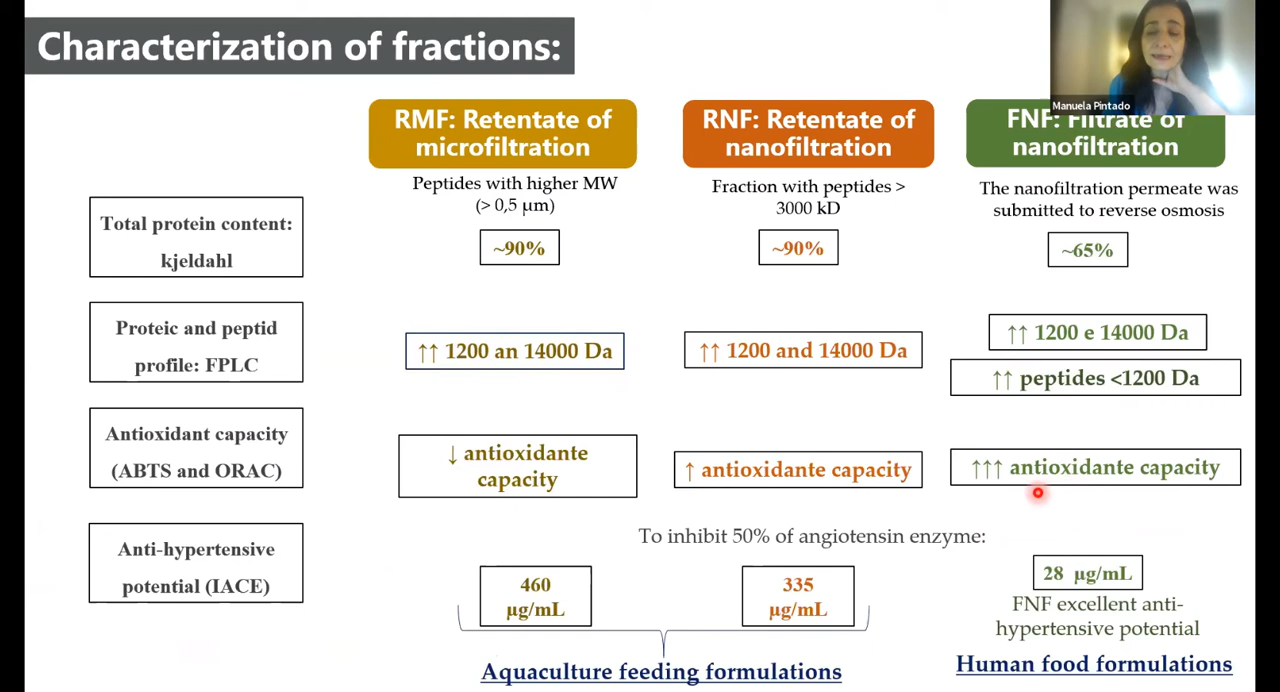 Characterization of fractions:
Manuela Pintado
RMF: Retentate of
microfiltration
RNF: Retentate of
nanofiltration
FNF: Filtrate of
nanofiltration
Peptides with higher MW
(> 0,5 µm)
Fraction with peptides >
3000 kD
The nanofiltration permeate was
submitted to reverse osmosis
Total protein content:
kjeldahl
~90%
~90%
~65%
Proteic and peptid
profile: FPLC
↑↑ 1200 an 14000 Da
↑↑ 1200 and 14000 Da
↑↑ 1200 e 14000 Da
↑↑ peptides <1200 Da
Antioxidant capacity
(ABTS and ORAC)
↓ antioxidante
capacity
↑ antioxidante capacity
↑↑↑ antioxidante capacity
Anti-hypertensive
potential (IACE)
To inhibit 50% of angiotensin enzyme:
460
µg/mL
335
µg/mL
28 µg/mL
FNF excellent anti-
hypertensive potential
Aquaculture feeding formulations
Human food formulations